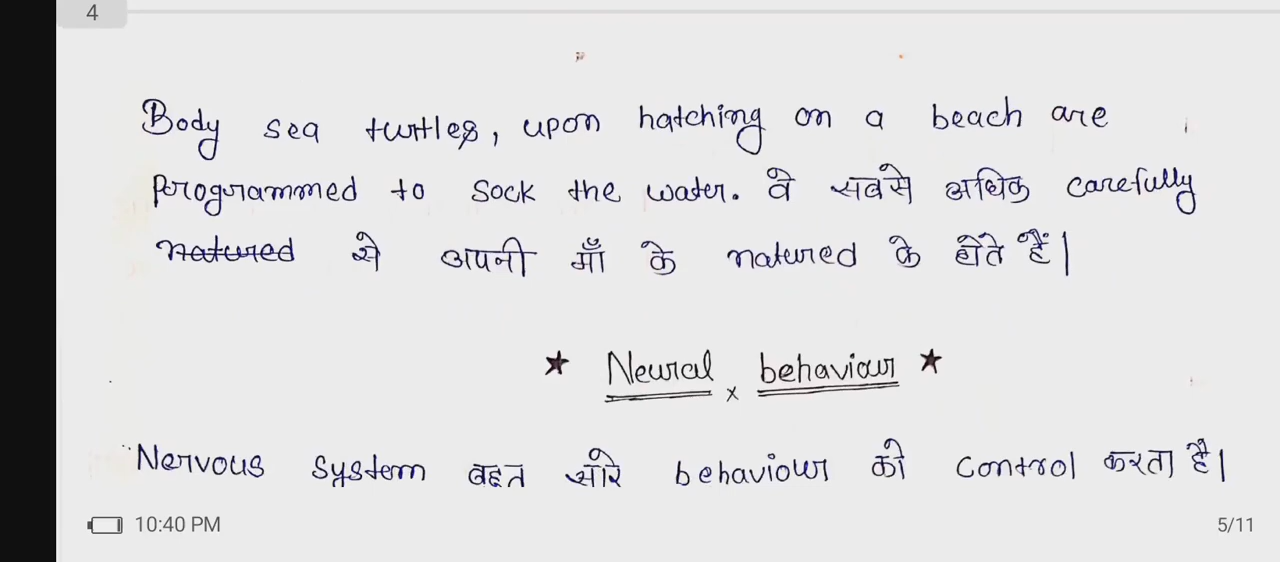 4
Body sea turtles, upon hatching on a beach are
programmed to sock the water. वे सबसे अधिक carefully
natured से अपनी माँ के natured के होते हैं।
★ Neural x behaviour ★
Nervous system बहुत सारे behaviour को control करता है।
10:40 PM
5/11